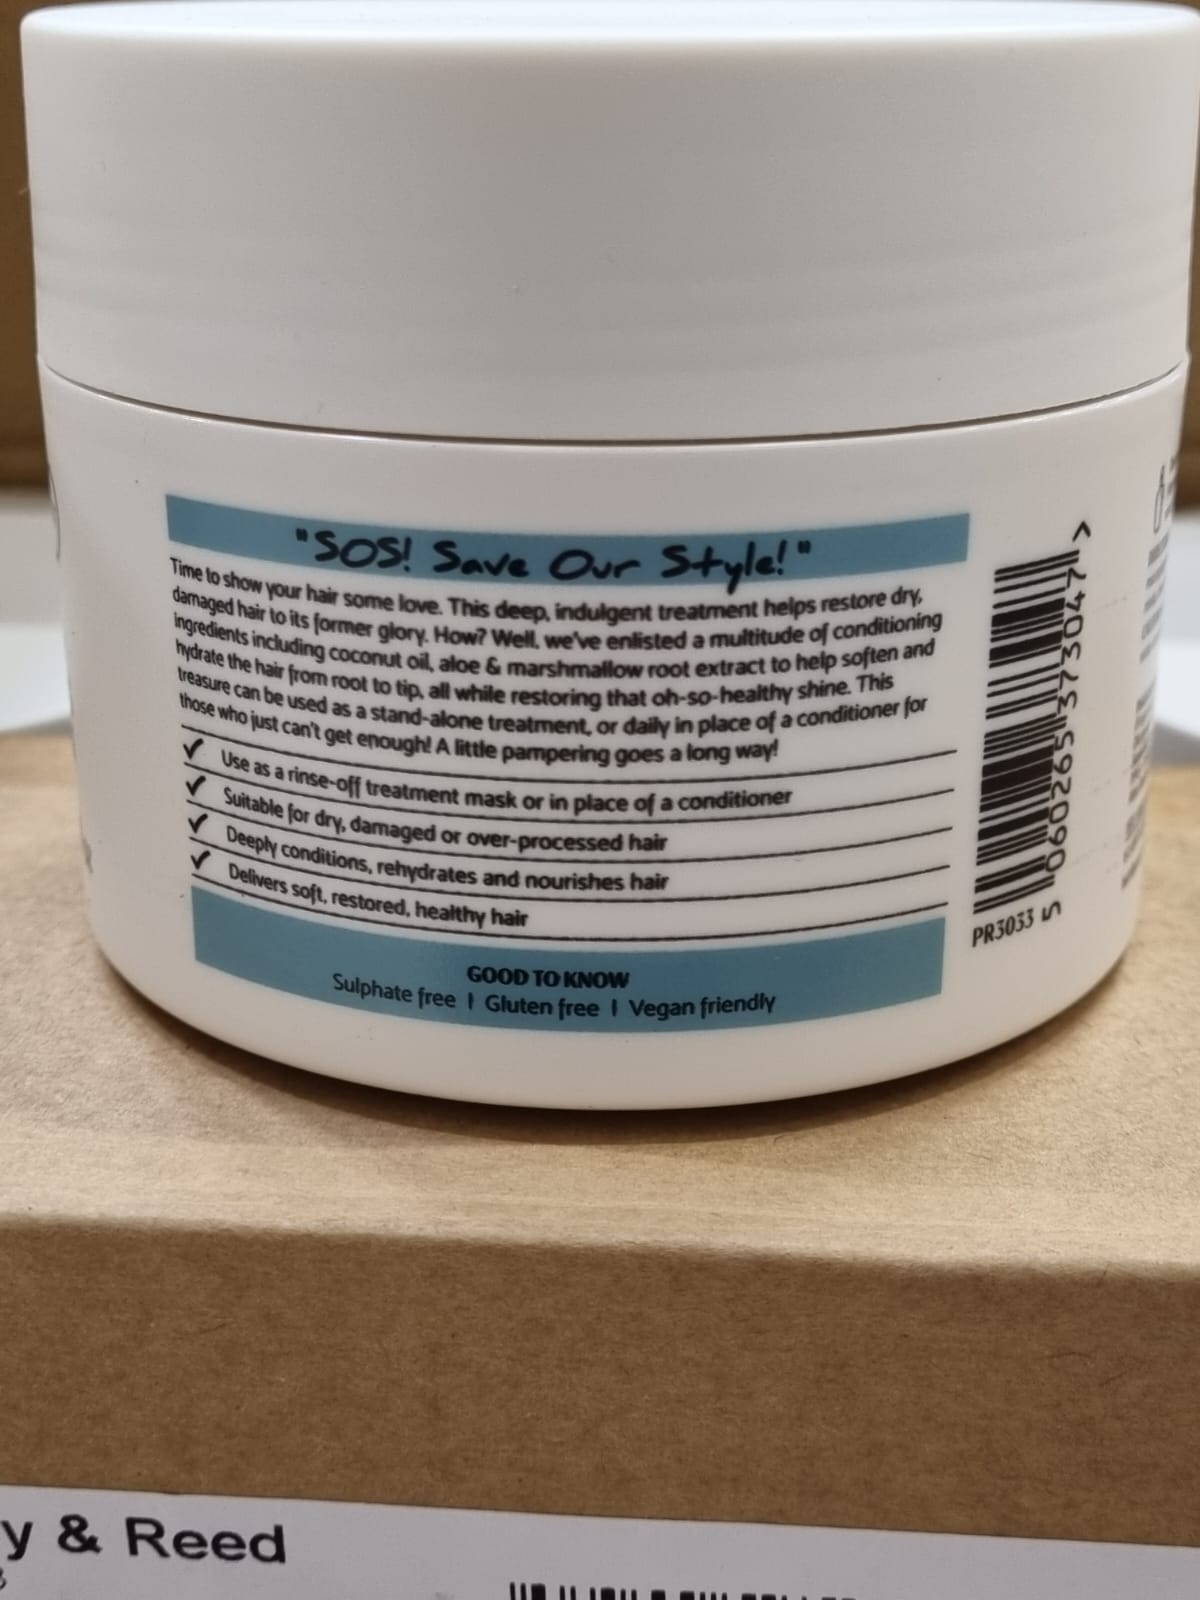 "SOS! Save Our Style!"
Time to show your hair some love. This deep, indulgent treatment helps restore dry,
damaged hair to its former glory. How? Well, we've enlisted a multitude of conditioning
ingredients including coconut oil, aloe & marshmallow root extract to help soften and
hydrate the hair from root to tip, all while restoring that oh-so-healthy shine. This
treasure can be used as a stand-alone treatment, or daily in place of a conditioner for
those who just can't get enough! A little pampering goes a long way!
✓ Use as a rinse-off treatment mask or in place of a conditioner
✓ Suitable for dry, damaged or over-processed hair
✓ Deeply conditions, rehydrates and nourishes hair
✓ Delivers soft, restored, healthy hair
GOOD TO KNOW
Sulphate free | Gluten free | Vegan friendly
PR3033
5 060265 373047 >
y & Reed